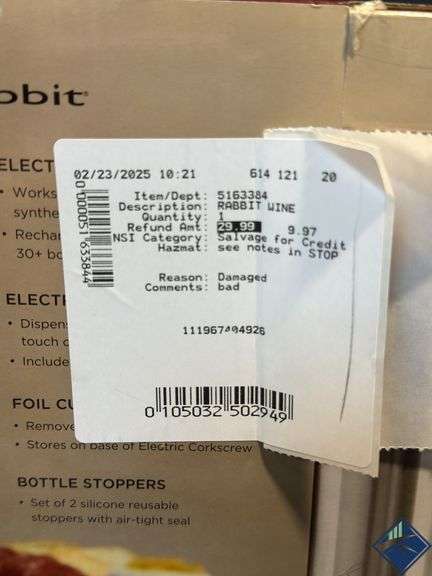 bbit
ELECT
• Works
synthe
• Rechar
30+ bo
ELECTR
• Dispen
touch o
• Include
FOIL CU
• Remove
• Stores on base of Electric Corkscrew
BOTTLE STOPPERS
• Set of 2 silicone reusable
stoppers with air-tight seal
02/23/2025 10:21 614 121 20
Item/Dept: 5163384
Description: RABBIT WINE
Quantity: 1
Refund Amt: 29.99 9.97
NSI Category: Salvage for Credit
Hazmat: see notes in STOP
Reason: Damaged
Comments: bad
111967404926
0 105032 502949